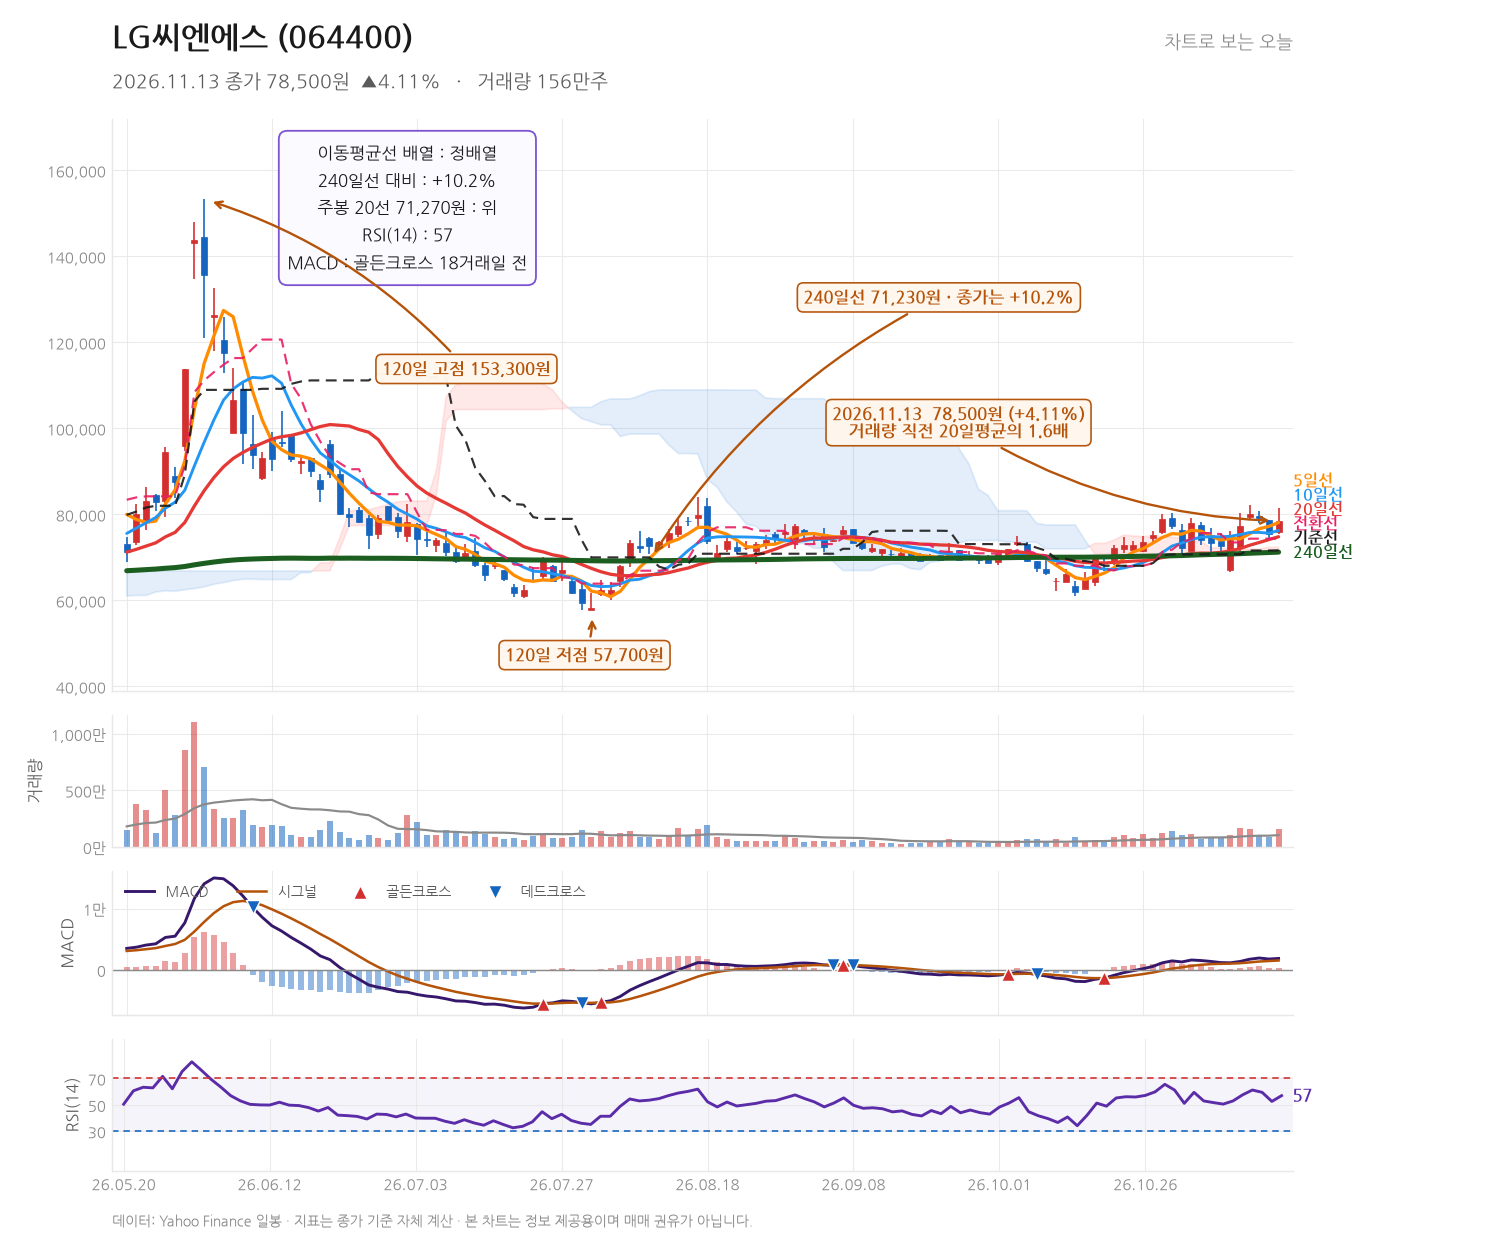 LG씨엔에스 (064400)
차트로 보는 오늘
2026.11.13 종가 78,500원 ▲4.11% · 거래량 156만주
이동평균선 배열 : 정배열
240일선 대비 : +10.2%
주봉 20선 71,270원 : 위
RSI(14) : 57
MACD : 골든크로스 18거래일 전
160,000
140,000
120,000
100,000
80,000
60,000
40,000
240일선 71,230원 · 종가는 +10.2%
120일 고점 153,300원
2026.11.13 78,500원 (+4.11%)
거래량 직전 20일평균의 1.6배
120일 저점 57,700원
5일선
10일선
20일선
전환선
기준선
240일선
거래량
1,000만
500만
0만
MACD
1만
0
MACD
시그널
골든크로스
데드크로스
RSI(14)
70
50
30
57
26.05.20
26.06.12
26.07.03
26.07.27
26.08.18
26.09.08
26.10.01
26.10.26
데이터: Yahoo Finance 일봉 · 지표는 종가 기준 자체 계산 · 본 차트는 정보 제공용이며 매매 권유가 아닙니다.